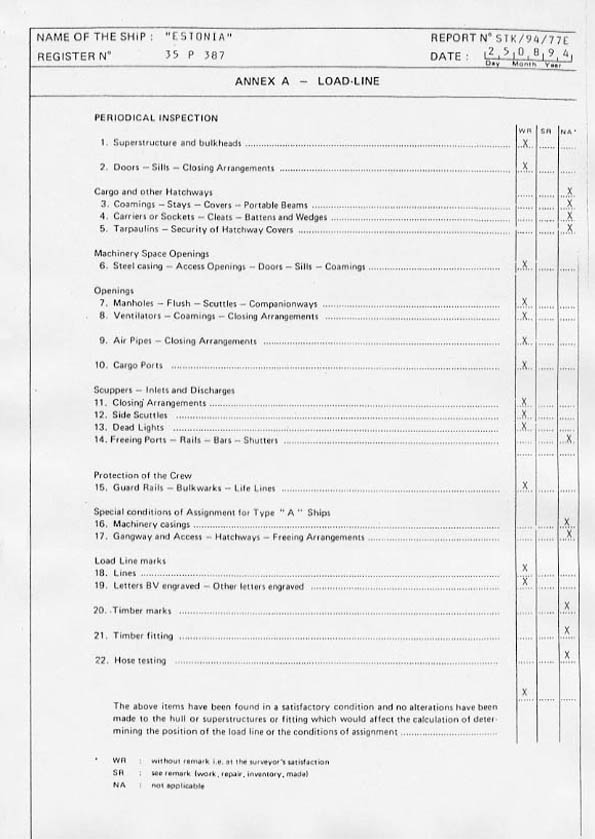 NAME OF THE SHIP : "ESTONIA" REPORT N° STK/94/77E
REGISTER N° 35 P 387 DATE : 2 5 0 8 9 4
Day Month Year
ANNEX A – LOAD-LINE
PERIODICAL INSPECTION
WR SR NA*
1. Superstructure and bulkheads X
2. Doors – Sills – Closing Arrangements X
Cargo and other Hatchways X
3. Coamings – Stays – Covers – Portable Beams X
4. Carriers or Sockets – Cleats – Battens and Wedges X
5. Tarpaulins – Security of Hatchway Covers X
Machinery Space Openings
6. Steel casing – Access Openings – Doors – Sills – Coamings X
Openings
7. Manholes – Flush – Scuttles – Companionways X
8. Ventilators – Coamings – Closing Arrangements X
9. Air Pipes – Closing Arrangements X
10. Cargo Ports X
Scuppers – Inlets and Discharges
11. Closing Arrangements X
12. Side Scuttles X
13. Dead Lights X
14. Freeing Ports – Rails – Bars – Shutters X
Protection of the Crew
15. Guard Rails – Bulkwarks – Life Lines X
Special conditions of Assignment for Type "A" Ships
16. Machinery casings X
17. Gangway and Access – Hatchways – Freeing Arrangements X
Load Line marks
18. Lines X
19. Letters BV engraved – Other letters engraved X
20. Timber marks X
21. Timber fitting X
22. Hose testing X
X
The above items have been found in a satisfactory condition and no alterations have been
made to the hull or superstructures or fitting which would affect the calculation of deter-
mining the position of the load line or the conditions of assignment
* WR : without remark i.e. at the surveyor's satisfaction
SR : see remark (work, repair, inventory, made)
NA : not applicable